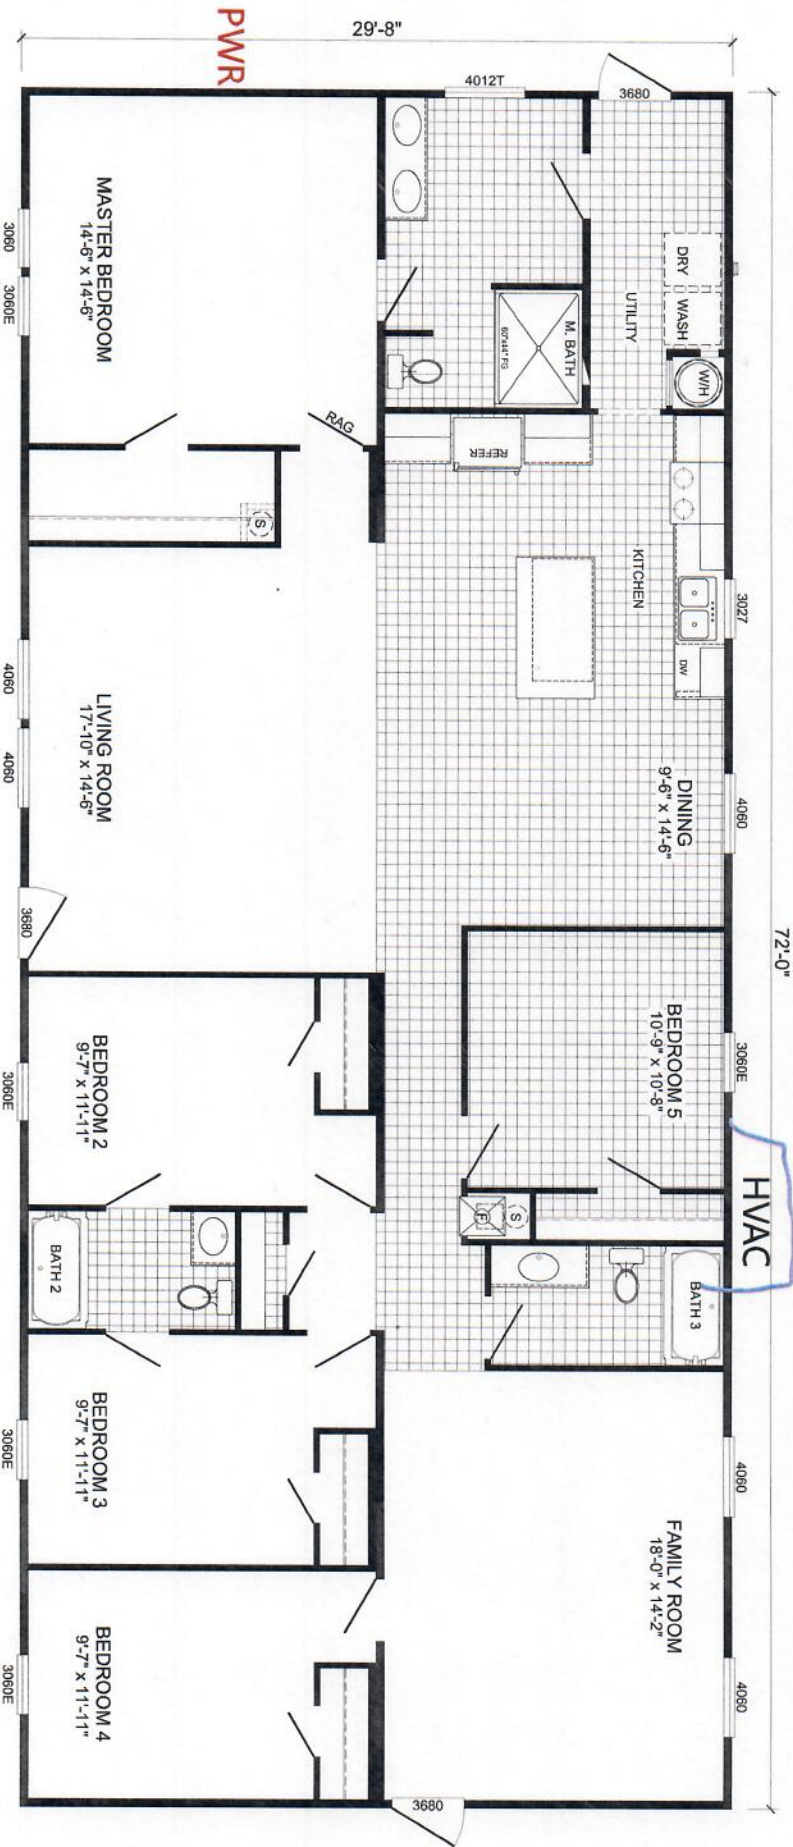 PWR
29'-8"
4012T
3680
MASTER BEDROOM
14'-6" x 14'-6"
3060
3060E
DRY
WASH
UTILITY
W/H
M. BATH
60"x44" FG
RAG
REFER
S
KITCHEN
3027
DW
LIVING ROOM
17'-10" x 14'-6"
4060
4060
DINING
9'-6" x 14'-6"
4060
3680
72'-0"
BEDROOM 5
10'-9" x 10'-8"
3060E
BEDROOM 2
9'-7" x 11'-11"
3060E
HVAC
F
S
BATH 2
BATH 3
BEDROOM 3
9'-7" x 11'-11"
3060E
4060
FAMILY ROOM
18'-0" x 14'-2"
4060
BEDROOM 4
9'-7" x 11'-11"
3060E
3680